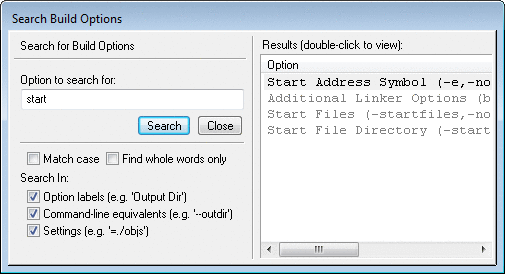 Search Build Options
Search for Build Options
Option to search for:
start
Search Close
Match case Find whole words only
Search In:
Option labels (e.g. 'Output Dir')
Command-line equivalents (e.g. '--outdir')
Settings (e.g. '=./objs')
Results (double-click to view):
Option
Start Address Symbol (-e,-no
Additional Linker Options (b
Start Files (-startfiles,-no
Start File Directory (-start